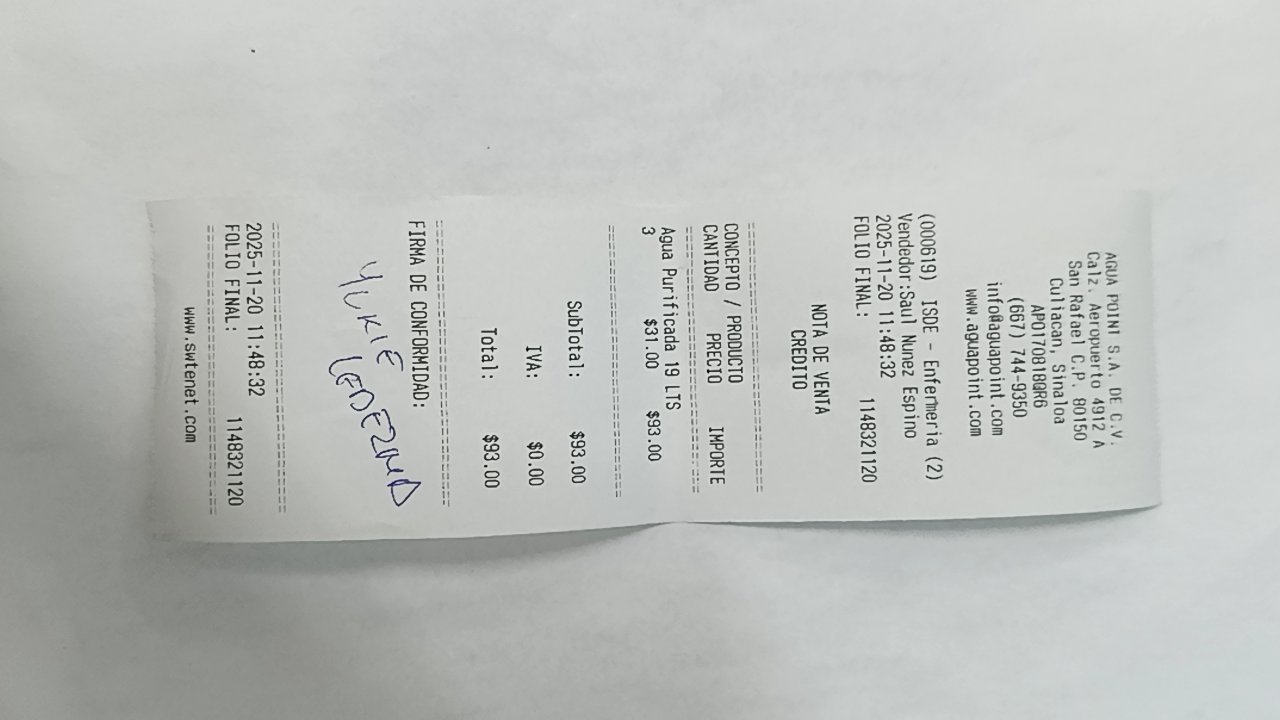 AGUA POINT S.A. DE C.V.
Calz. Aeropuerto 4912 A
San Rafael C.P. 80150
Culiacan, Sinaloa
APO170818QR6
(667) 744-9350
info@aguapoint.com
www.aguapoint.com
(000619) ISDE - Enfermeria (2)
Vendedor:Saul Nunez Espino
2025-11-20 11:48:32
FOLIO FINAL: 1148321120
NOTA DE VENTA
CREDITO
CONCEPTO / PRODUCTO
CANTIDAD PRECIO IMPORTE
Agua Purificada 19 LTS
3 $31.00 $93.00
SubTotal: $93.00
IVA: $0.00
Total: $93.00
FIRMA DE CONFORMIDAD:
YUKIE
LEDEZMA
2025-11-20 11:48:32
FOLIO FINAL: 1148321120
www.swtenet.com